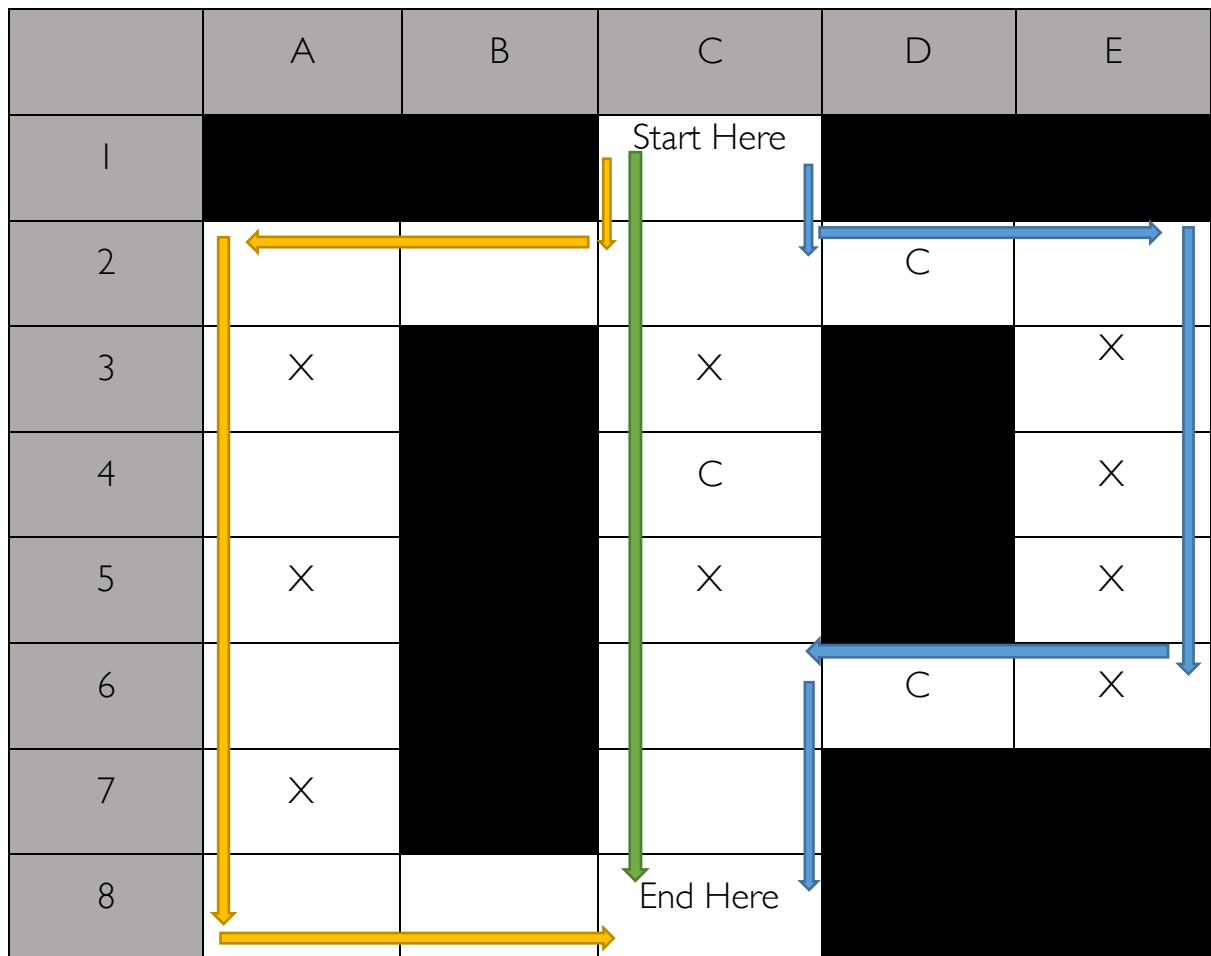 A B C D E
1 Start Here
2 C
3 X X X
4 C X
5 X X X
6 C X
7 X
8 End Here